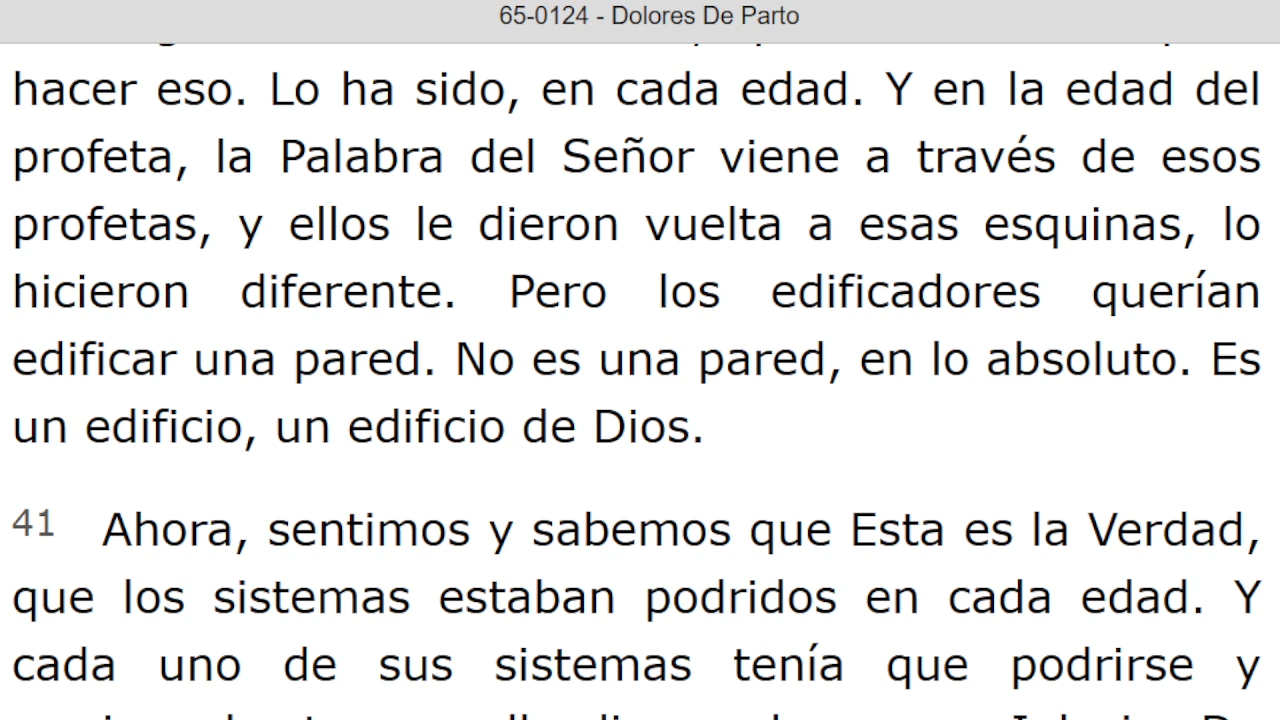 65-0124 - Dolores De Parto
hacer eso. Lo ha sido, en cada edad. Y en la edad del
profeta, la Palabra del Señor viene a través de esos
profetas, y ellos le dieron vuelta a esas esquinas, lo
hicieron diferente. Pero los edificadores querían
edificar una pared. No es una pared, en lo absoluto. Es
un edificio, un edificio de Dios.
41 Ahora, sentimos y sabemos que Esta es la Verdad,
que los sistemas estaban podridos en cada edad. Y
cada uno de sus sistemas tenía que podrirse y